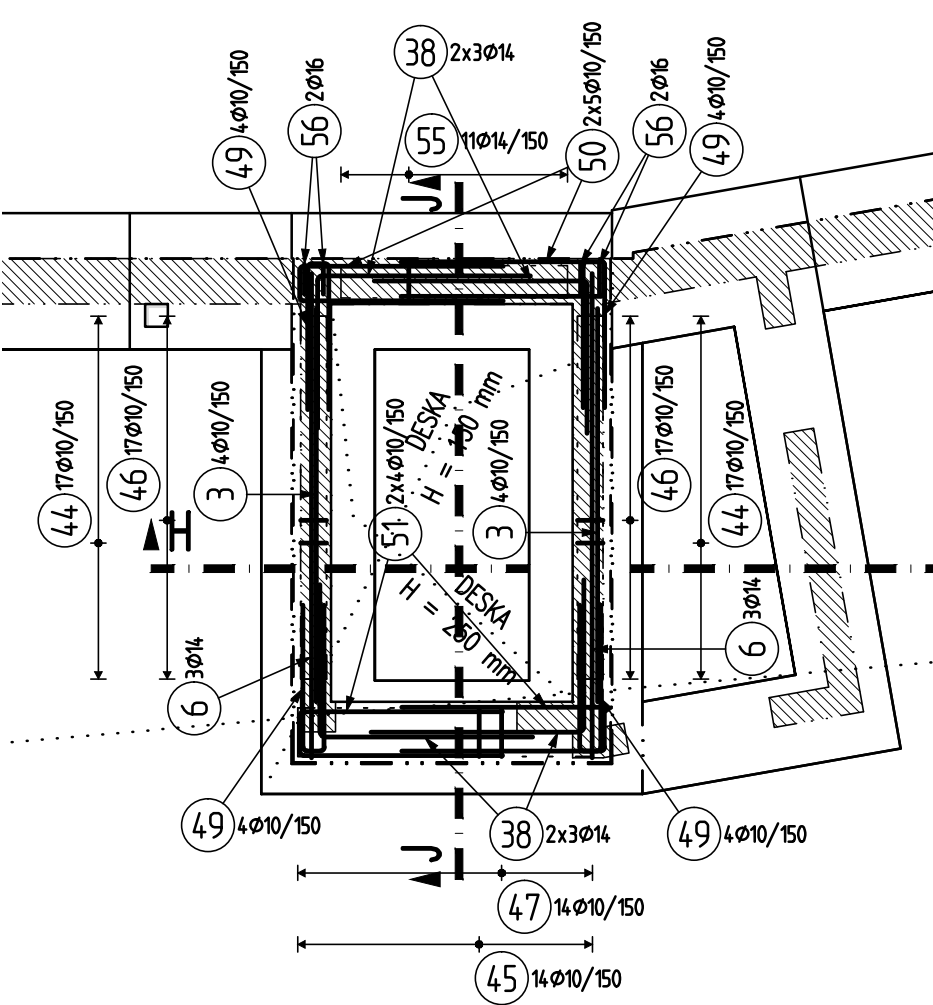 38 2x3Ø14
49 4Ø10/150
56 2Ø16
55 11Ø14/150
50 2x5Ø10/150
56 2Ø16
49 4Ø10/150
J
44 17Ø10/150
46 17Ø10/150
3 4Ø10/150
51 2x4Ø10/150
DESKA
H = 150 mm
3 4Ø10/150
46 17Ø10/150
44 17Ø10/150
H
DESKA
H = 250 mm
6 3Ø14
6 3Ø14
49 4Ø10/150
38 2x3Ø14
49 4Ø10/150
J
47 14Ø10/150
45 14Ø10/150